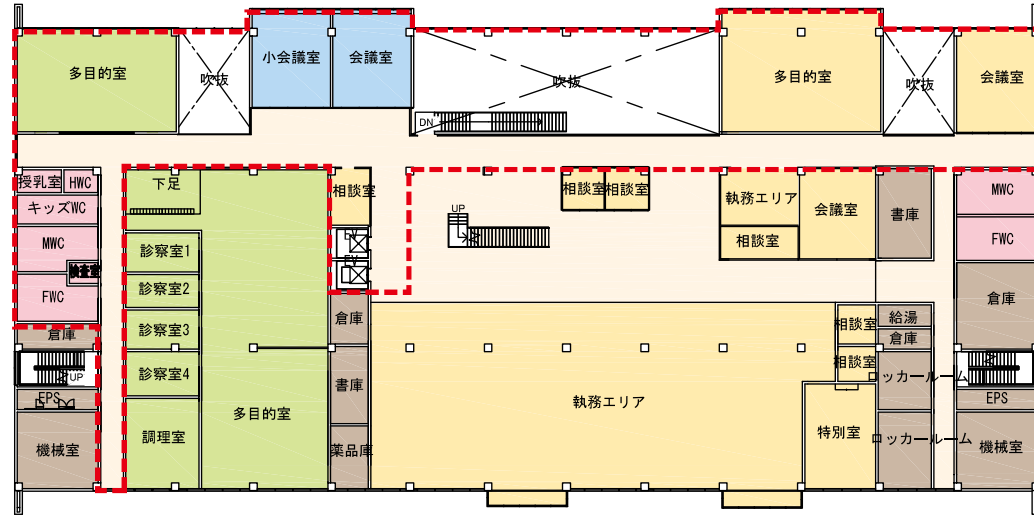 多目的室
吹抜
小会議室
会議室
吹抜
多目的室
吹抜
会議室
DN
授乳室
HWC
下足
相談室
相談室
相談室
執務エリア
会議室
書庫
MWC
キッズWC
UP
MWC
診察室1
EV
相談室
FWC
検査室
EV
診察室2
FWC
倉庫
倉庫
診察室3
倉庫
相談室
給湯
倉庫
UP
診察室4
書庫
相談室
ロッカールーム
EPS
多目的室
執務エリア
EPS
機械室
調理室
薬品庫
特別室
ロッカールーム
機械室